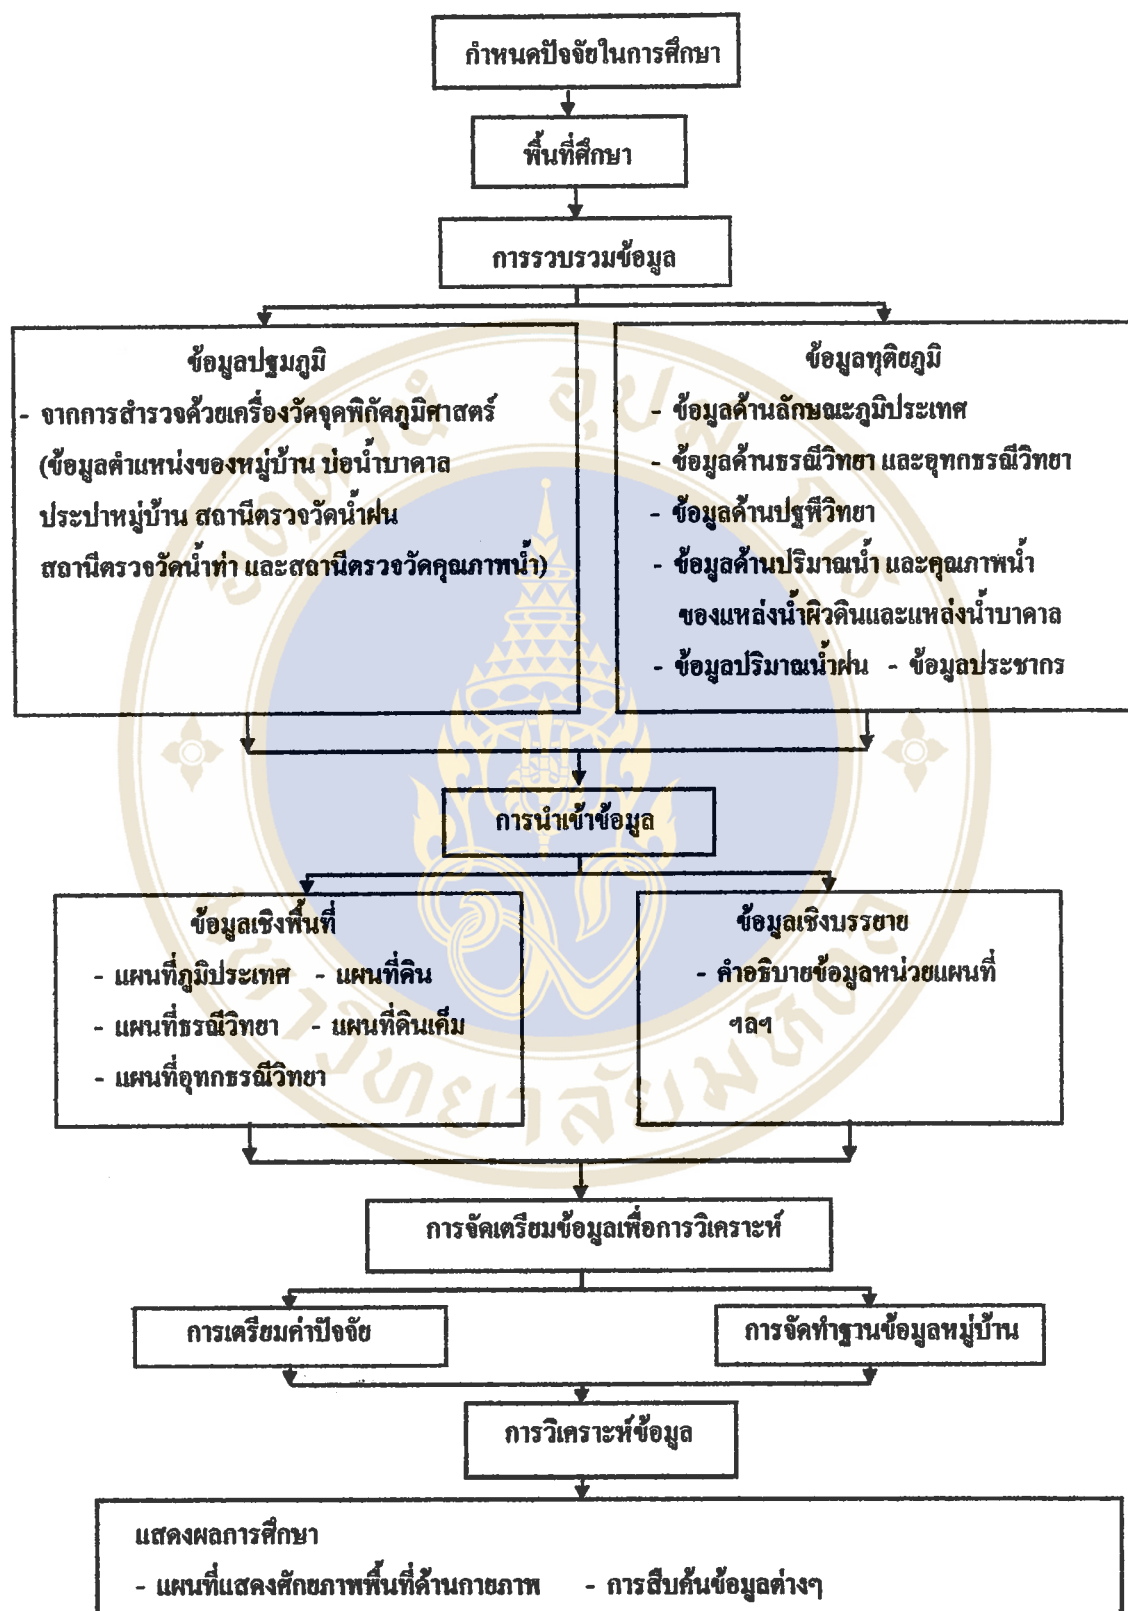 กำหนดปัจจัยในการศึกษา
พื้นที่ศึกษา
การรวบรวมข้อมูล
ข้อมูลปฐมภูมิ
- จากการสำรวจด้วยเครื่องวัดจุดพิกัดภูมิศาสตร์
(ข้อมูลตำแหน่งของหมู่บ้าน บ่อน้ำบาดาล
ประปาหมู่บ้าน สถานีตรวจวัดน้ำฝน
สถานีตรวจวัดน้ำท่า และสถานีตรวจวัดคุณภาพน้ำ)
ข้อมูลทุติยภูมิ
- ข้อมูลด้านลักษณะภูมิประเทศ
- ข้อมูลด้านธรณีวิทยา และอุทกธรณีวิทยา
- ข้อมูลด้านปฐพีวิทยา
- ข้อมูลด้านปริมาณน้ำ และคุณภาพน้ำ
ของแหล่งน้ำผิวดินและแหล่งน้ำบาดาล
- ข้อมูลปริมาณน้ำฝน - ข้อมูลประชากร
การนำเข้าข้อมูล
ข้อมูลเชิงพื้นที่
- แผนที่ภูมิประเทศ - แผนที่ดิน
- แผนที่ธรณีวิทยา - แผนที่ดินเค็ม
- แผนที่อุทกธรณีวิทยา
ข้อมูลเชิงบรรยาย
- คำอธิบายข้อมูลหน่วยแผนที่
ฯลฯ
การจัดเตรียมข้อมูลเพื่อการวิเคราะห์
การเตรียมค่าปัจจัย
การจัดทำฐานข้อมูลหมู่บ้าน
การวิเคราะห์ข้อมูล
แสดงผลการศึกษา
- แผนที่แสดงศักยภาพพื้นที่ด้านกายภาพ - การสืบค้นข้อมูลต่างๆ
มหาวิทยาลัยมหิดล